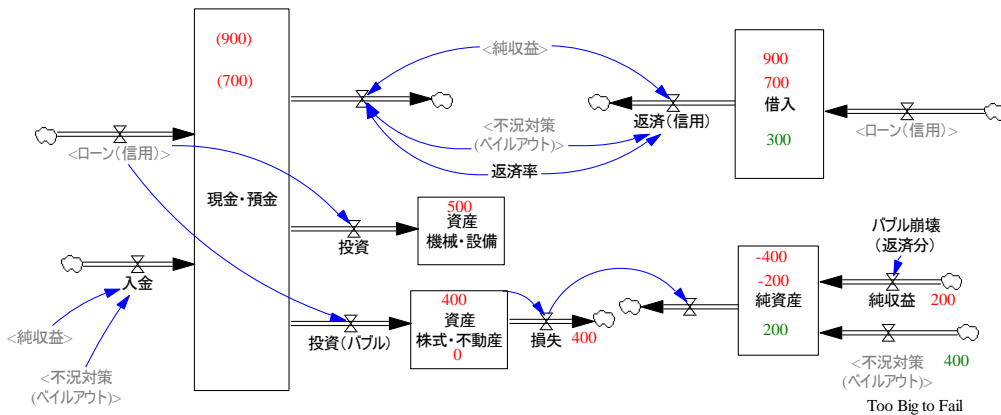 (900)
(700)
<ローン(信用)>
現金・預金
入金
<純収益>
<不況対策
(ベイルアウト)>
<純収益>
<不況対策
(ベイルアウト)>
返済率
返済(信用)
900
700
借入
300
<ローン(信用)>
投資
500
資産
機械・設備
投資(バブル)
400
資産
株式・不動産
0
損失
400
-400
-200
純資産
200
バブル崩壊
(返済分)
純収益
200
<不況対策
(ベイルアウト)>
400
Too Big to Fail